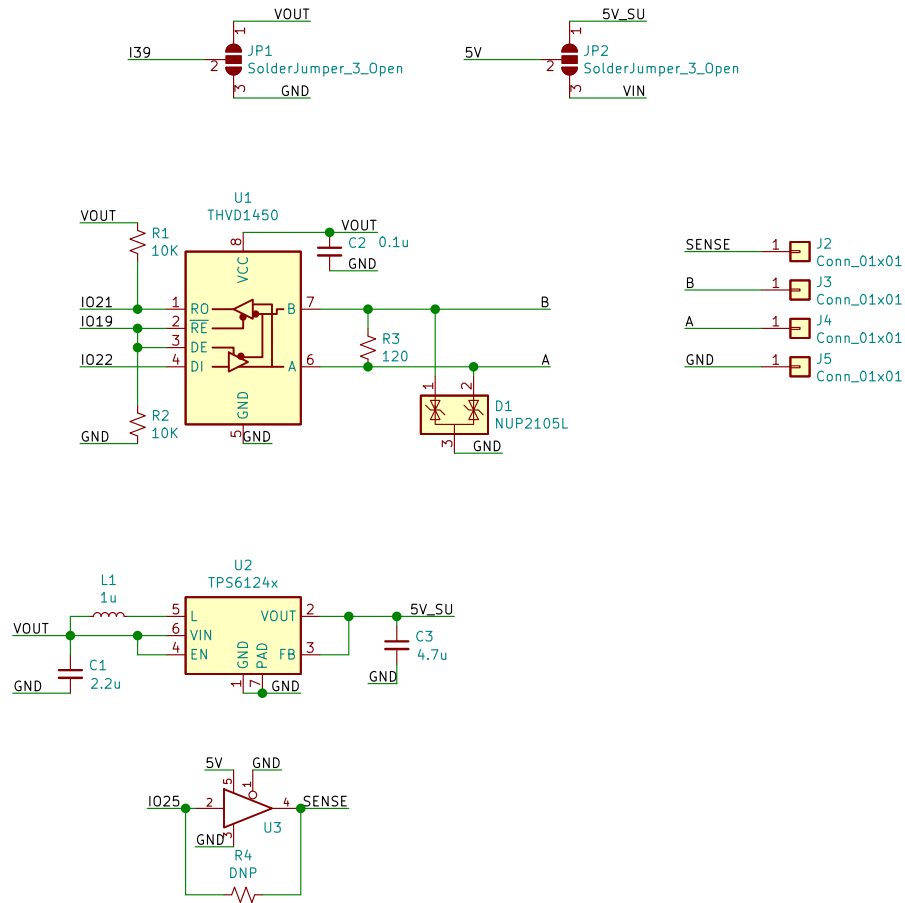 VOUT
1
I39
2
JP1
SolderJumper_3_Open
3
GND
5V_SU
1
5V
2
JP2
SolderJumper_3_Open
3
VIN
U1
THVD1450
VOUT
R1
10K
8
VCC
VOUT
C2 0.1u
GND
IO21
1
RO
B
7
B
IO19
2
RE
3
DE
R3
120
IO22
4
DI
A
6
A
1
2
D1
NUP2105L
3
GND
R2
10K
GND
GND
5
GND
SENSE
1
J2
Conn_01x01
B
1
J3
Conn_01x01
A
1
J4
Conn_01x01
GND
1
J5
Conn_01x01
U2
TPS6124x
L1
1u
5
L
VOUT
2
5V_SU
VOUT
6
VIN
4
EN
FB
3
C3
4.7u
GND
GND
PAD
C1
2.2u
GND
1
7
GND
5V
5
GND
1
IO25
2
4
SENSE
U3
GND
3
R4
DNP